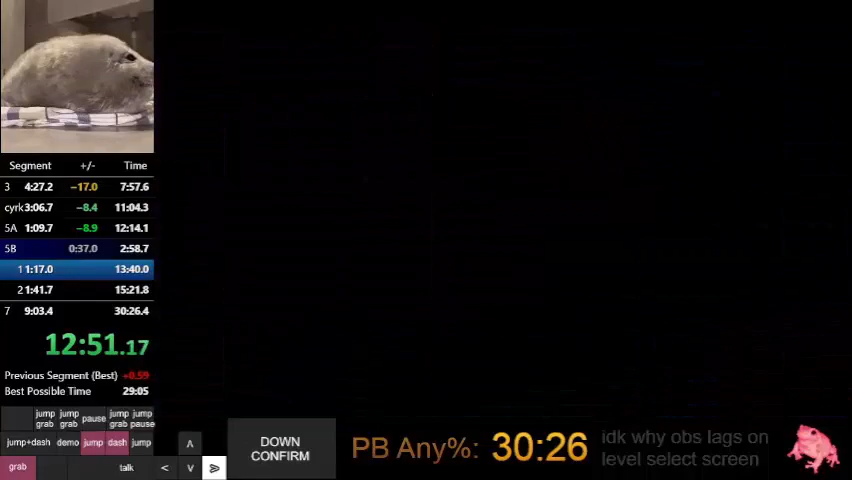 Segment +/- Time
3 4:27.2 −17.0 7:57.6
cyrk3:06.7 −8.4 11:04.3
5A 1:09.7 −8.9 12:14.1
5B 0:37.0 2:58.7
1 1:17.0 13:40.0
2 1:41.7 15:21.8
7 9:03.4 30:26.4
12:51.17
Previous Segment (Best) +0.59
Best Possible Time 29:05
jump grab
jump grab
pause
jump grab
jump pause
jump+dash demo jump dash jump
grab talk < v >
DOWN
CONFIRM
PB Any%: 30:26
idk why obs lags on
level select screen